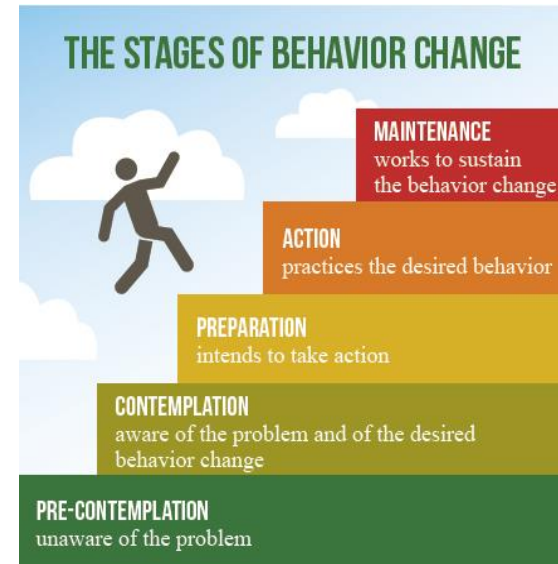 THE STAGES OF BEHAVIOR CHANGE
MAINTENANCE
works to sustain
the behavior change
ACTION
practices the desired behavior
PREPARATION
intends to take action
CONTEMPLATION
aware of the problem and of the desired
behavior change
PRE-CONTEMPLATION
unaware of the problem